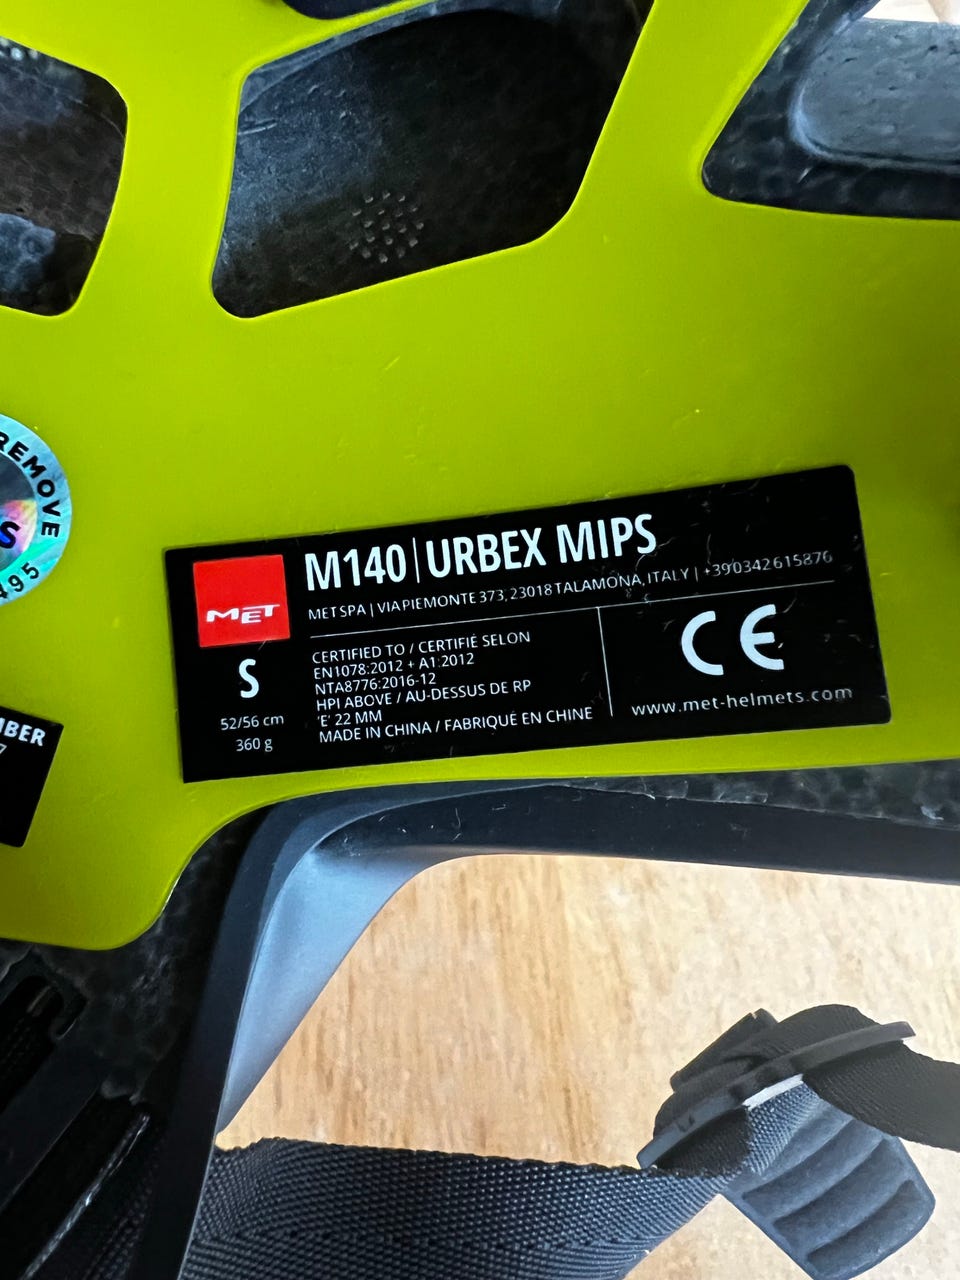 REMOVE
S
495
MBER
7
MET
M140 | URBEX MIPS
MET SPA | VIA PIEMONTE 373, 23018 TALAMONA, ITALY | +390342615876
S
52/56 cm
360 g
CERTIFIED TO / CERTIFIÉ SELON
EN1078:2012 + A1:2012
NTA8776:2016-12
HPI ABOVE / AU-DESSUS DE RP
'E' 22 MM
MADE IN CHINA / FABRIQUÉ EN CHINE
CE
www.met-helmets.com